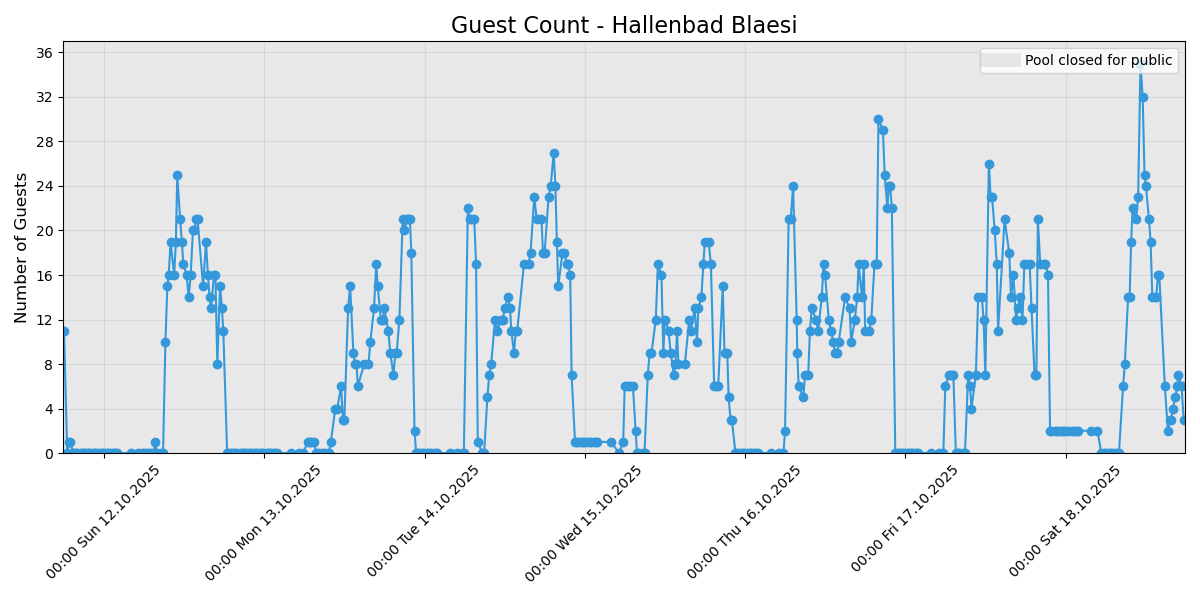 Guest Count - Hallenbad Blaesi
Pool closed for public
Number of Guests
36
32
28
24
20
16
12
8
4
0
00:00 Sun 12.10.2025
00:00 Mon 13.10.2025
00:00 Tue 14.10.2025
00:00 Wed 15.10.2025
00:00 Thu 16.10.2025
00:00 Fri 17.10.2025
00:00 Sat 18.10.2025